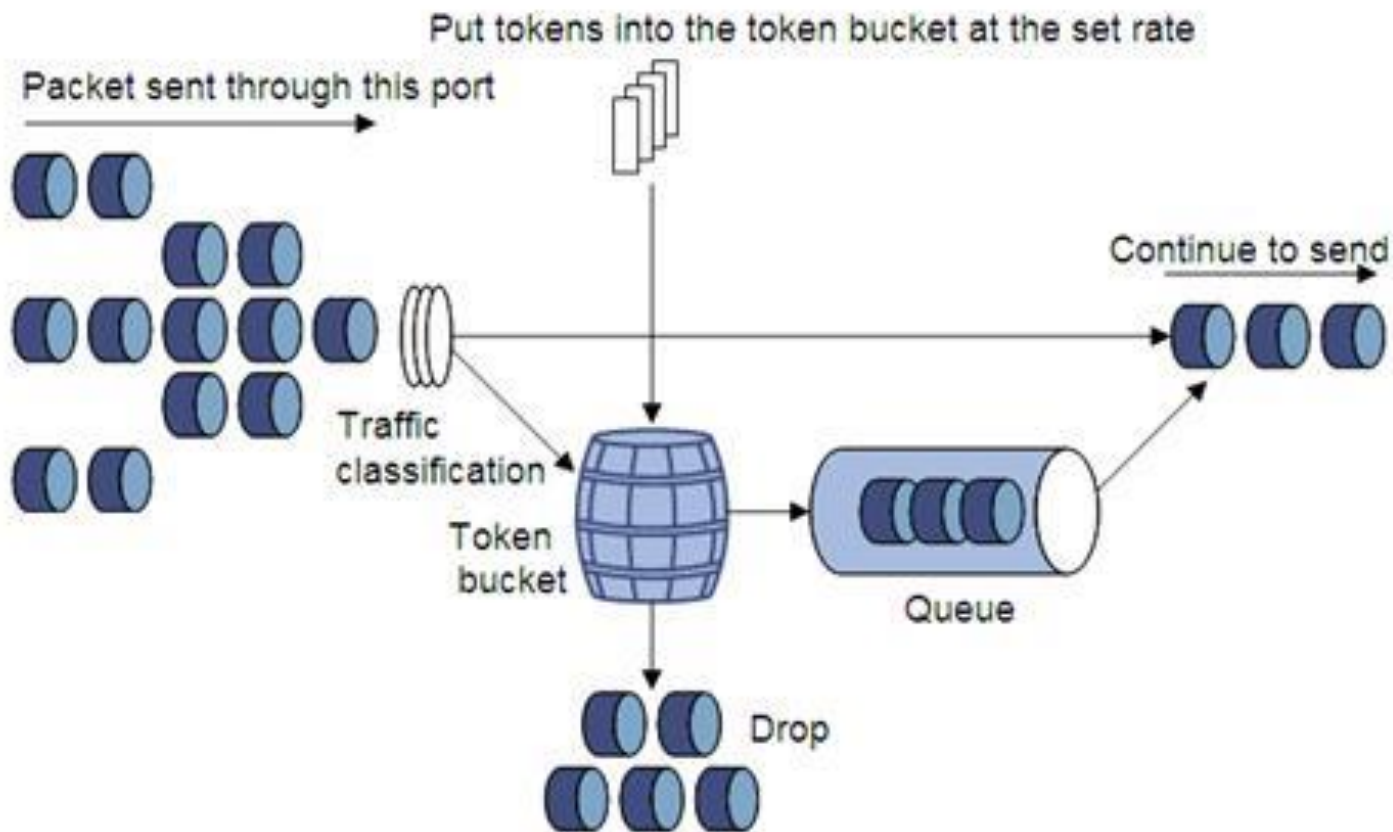 Put tokens into the token bucket at the set rate
Packet sent through this port
Continue to send
Traffic
classification
Token
bucket
Queue
Drop